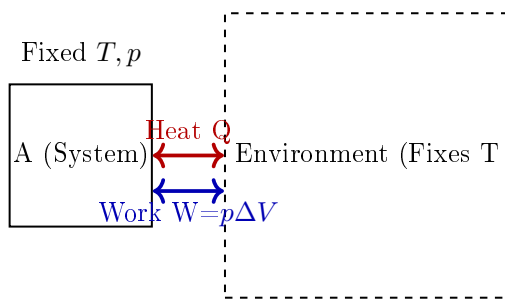 Fixed T, p
Heat Q
A (System)
Environment (Fixes T
Work W=pΔV